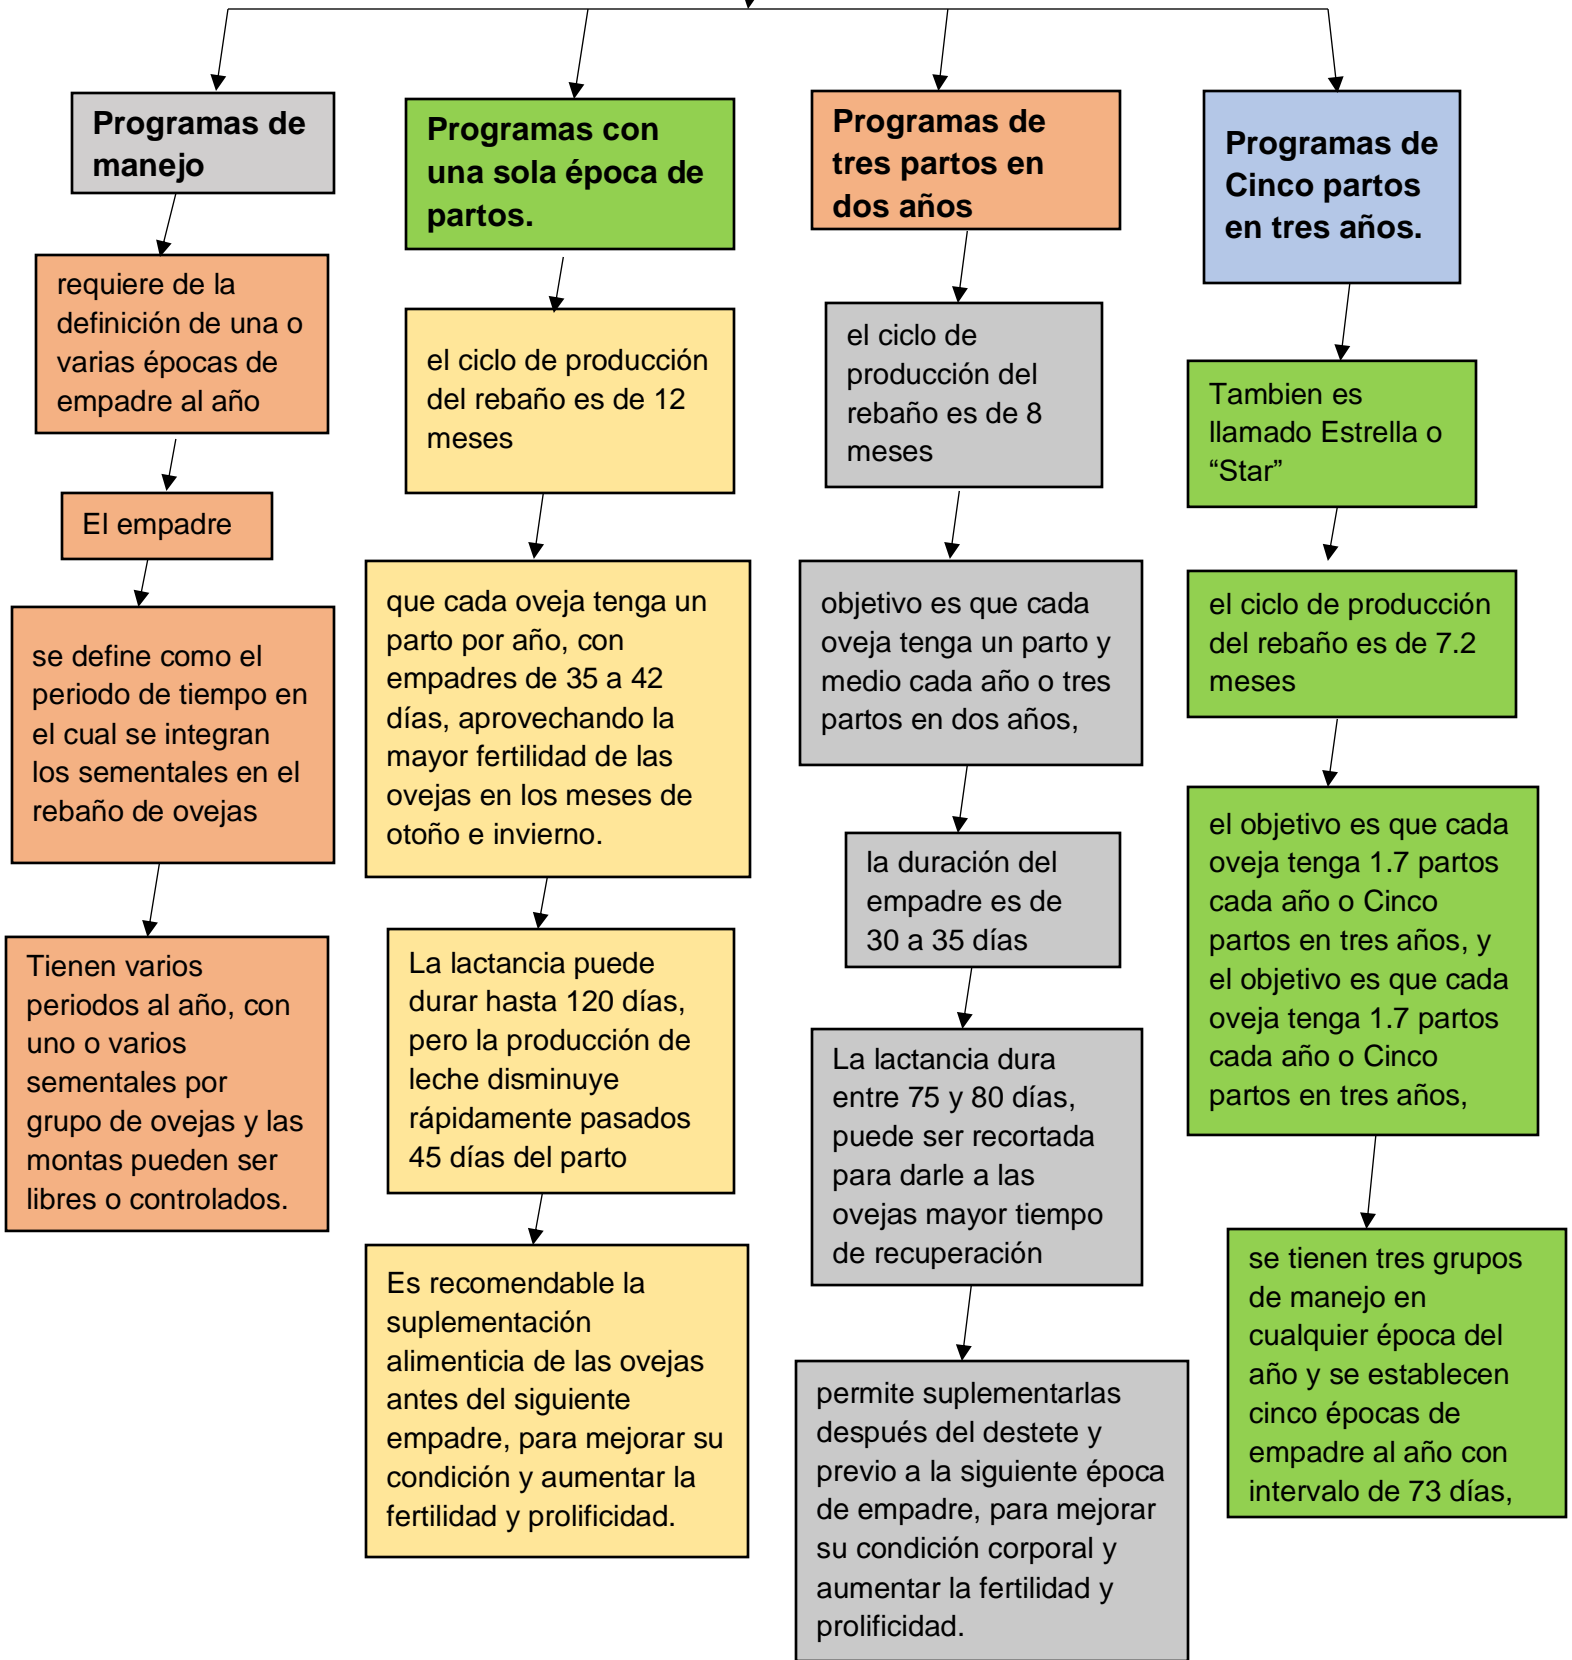 Programas de
manejo
requiere de la
definición de una o
varias épocas de
empadre al año
El empadre
se define como el
periodo de tiempo en
el cual se integran
los sementales en el
rebaño de ovejas
Tienen varios
periodos al año, con
uno o varios
sementales por
grupo de ovejas y las
montas pueden ser
libres o controlados.
Programas con
una sola época de
partos.
el ciclo de producción
del rebaño es de 12
meses
que cada oveja tenga un
parto por año, con
empadres de 35 a 42
días, aprovechando la
mayor fertilidad de las
ovejas en los meses de
otoño e invierno.
La lactancia puede
durar hasta 120 días,
pero la producción de
leche disminuye
rápidamente pasados
45 días del parto
Es recomendable la
suplementación
alimenticia de las ovejas
antes del siguiente
empadre, para mejorar su
condición y aumentar la
fertilidad y prolificidad.
Programas de
tres partos en
dos años
el ciclo de
producción del
rebaño es de 8
meses
objetivo es que cada
oveja tenga un parto y
medio cada año o tres
partos en dos años,
la duración del
empadre es de
30 a 35 días
La lactancia dura
entre 75 y 80 días,
puede ser recortada
para darle a las
ovejas mayor tiempo
de recuperación
permite suplementarlas
después del destete y
previo a la siguiente época
de empadre, para mejorar
su condición corporal y
aumentar la fertilidad y
prolificidad.
Programas de
Cinco partos
en tres años.
Tambien es
llamado Estrella o
“Star”
el ciclo de producción
del rebaño es de 7.2
meses
el objetivo es que cada
oveja tenga 1.7 partos
cada año o Cinco
partos en tres años, y
el objetivo es que cada
oveja tenga 1.7 partos
cada año o Cinco
partos en tres años,
se tienen tres grupos
de manejo en
cualquier época del
año y se establecen
cinco épocas de
empadre al año con
intervalo de 73 días,